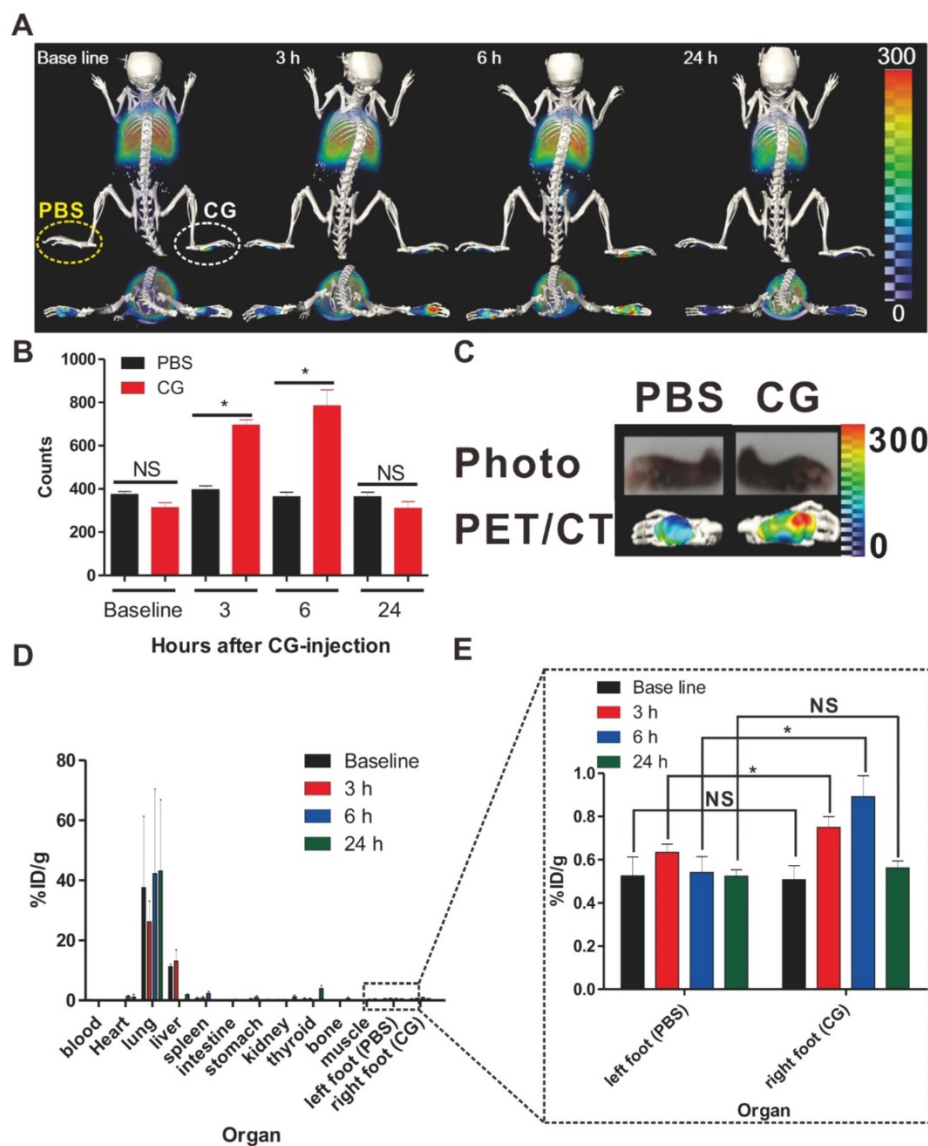 A
Base line
3 h
6 h
24 h
300
PBS
CG
0
B
PBS
CG
Counts
1000
800
600
400
200
0
NS
*
*
NS
Baseline
3
6
24
Hours after CG-injection
C
PBS CG
Photo
PET/CT
300
0
D
Baseline
3 h
6 h
24 h
%ID/g
80
60
40
20
0
blood
Heart
lung
liver
spleen
intestine
stomach
kidney
thyroid
bone
muscle
left foot (PBS)
right foot (CG)
Organ
E
Base line
3 h
6 h
24 h
NS
*
*
NS
%ID/g
1.0
0.8
0.6
0.4
0.2
0.0
left foot (PBS)
right foot (CG)
Organ